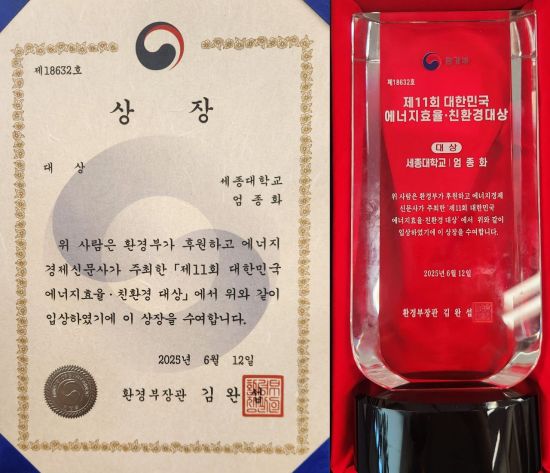 제18632호
상 장
대 상
세종대학교
엄종화
위 사람은 환경부가 후원하고 에너지
경제신문사가 주최한 「제11회 대한민국
에너지효율·친환경 대상」에서 위와 같이
입상하였기에 이 상장을 수여합니다.
2025년 6월 12일
환경부장관 김완섭
환경부
제18632호
제11회 대한민국
에너지효율·친환경대상
대 상
세종대학교 | 엄종화
위 사람은 환경부가 후원하고 에너지경제
신문사가 주최한 '제11회 대한민국
에너지효율·친환경 대상'에서 위와 같이
입상하였기에 이 상장을 수여합니다.
2025년 6월 12일
환경부장관 김완섭